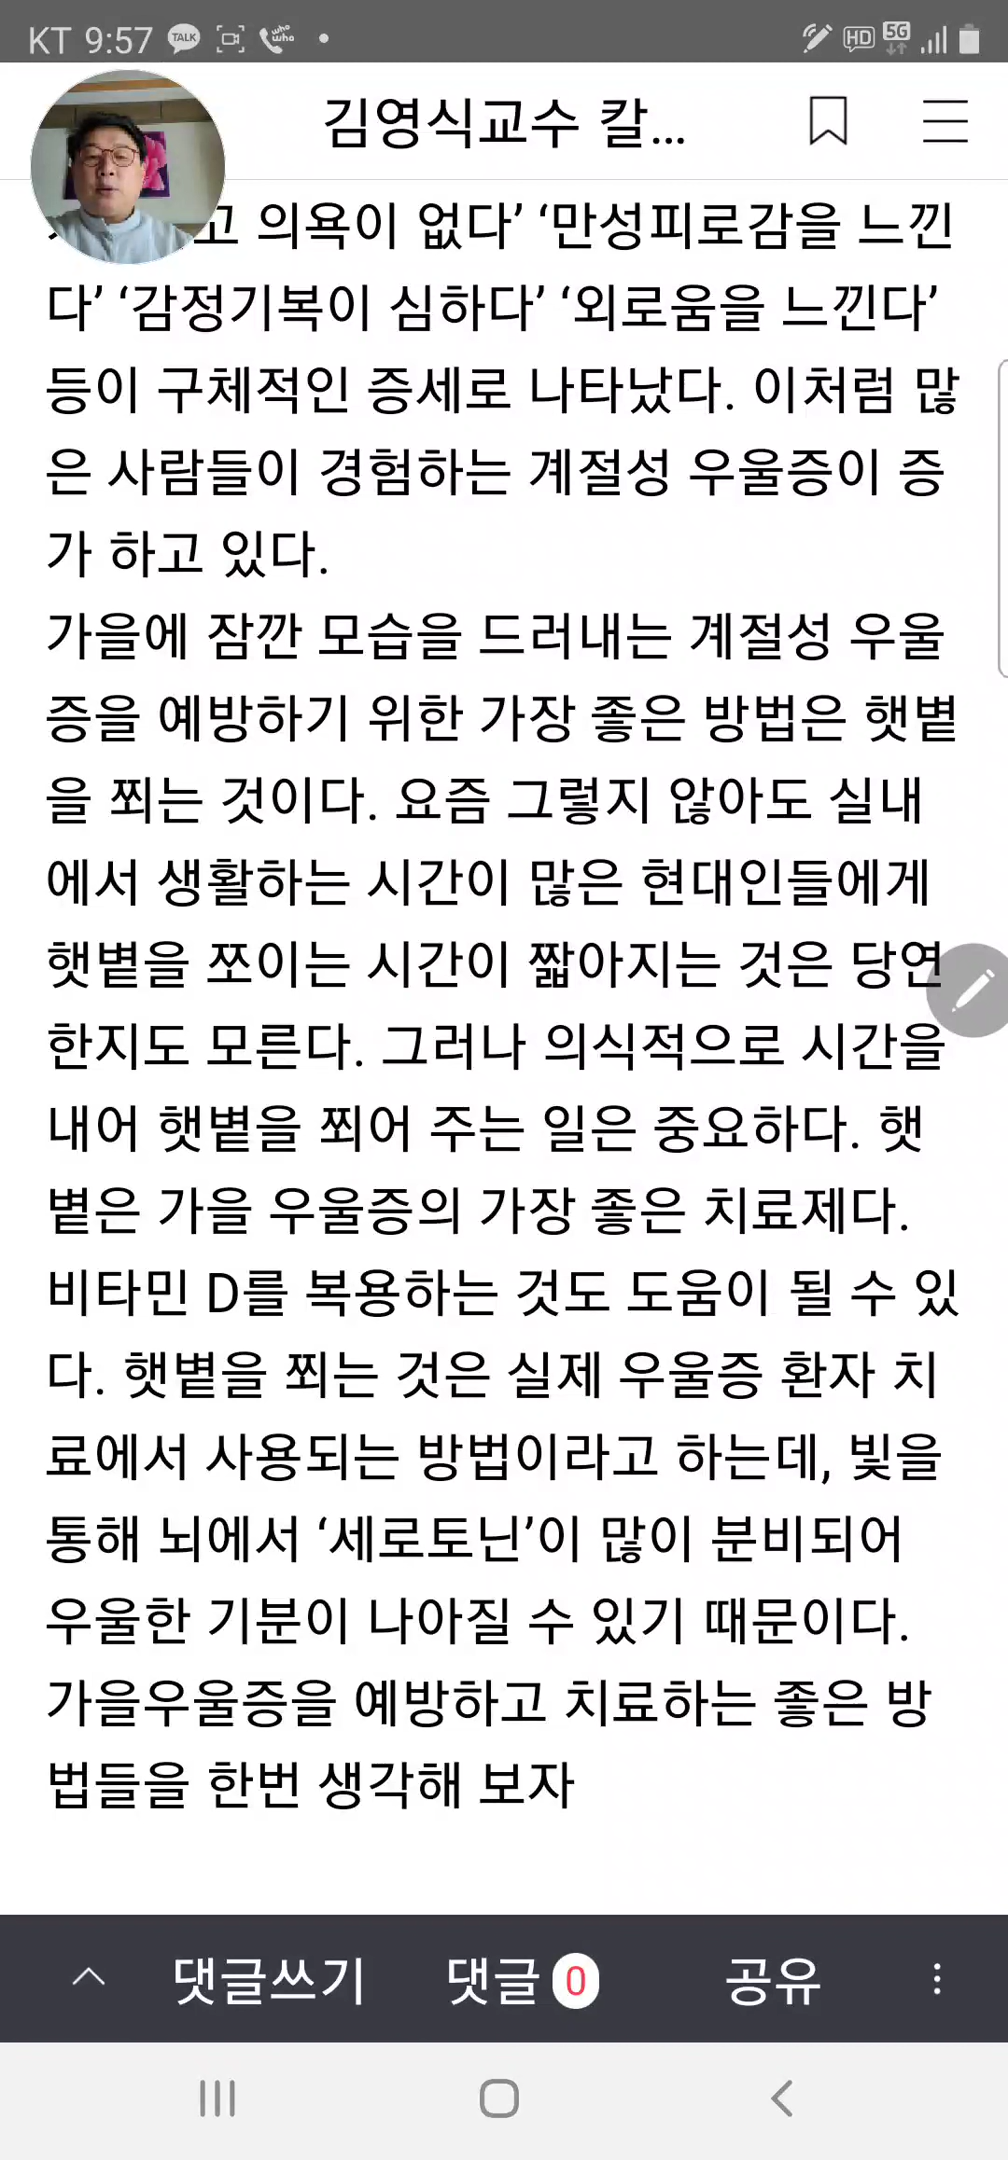 KT 9:57 TALK who who HD 5G
김영식교수 칼...
고 의욕이 없다’ ‘만성피로감을 느낀
다’ ‘감정기복이 심하다’ ‘외로움을 느낀다’
등이 구체적인 증세로 나타났다. 이처럼 많
은 사람들이 경험하는 계절성 우울증이 증
가 하고 있다.
가을에 잠깐 모습을 드러내는 계절성 우울
증을 예방하기 위한 가장 좋은 방법은 햇볕
을 쬐는 것이다. 요즘 그렇지 않아도 실내
에서 생활하는 시간이 많은 현대인들에게
햇볕을 쪼이는 시간이 짧아지는 것은 당연
한지도 모른다. 그러나 의식적으로 시간을
내어 햇볕을 쬐어 주는 일은 중요하다. 햇
볕은 가을 우울증의 가장 좋은 치료제다.
비타민 D를 복용하는 것도 도움이 될 수 있
다. 햇볕을 쬐는 것은 실제 우울증 환자 치
료에서 사용되는 방법이라고 하는데, 빛을
통해 뇌에서 ‘세로토닌’이 많이 분비되어
우울한 기분이 나아질 수 있기 때문이다.
가을우울증을 예방하고 치료하는 좋은 방
법들을 한번 생각해 보자
댓글쓰기 댓글 0 공유